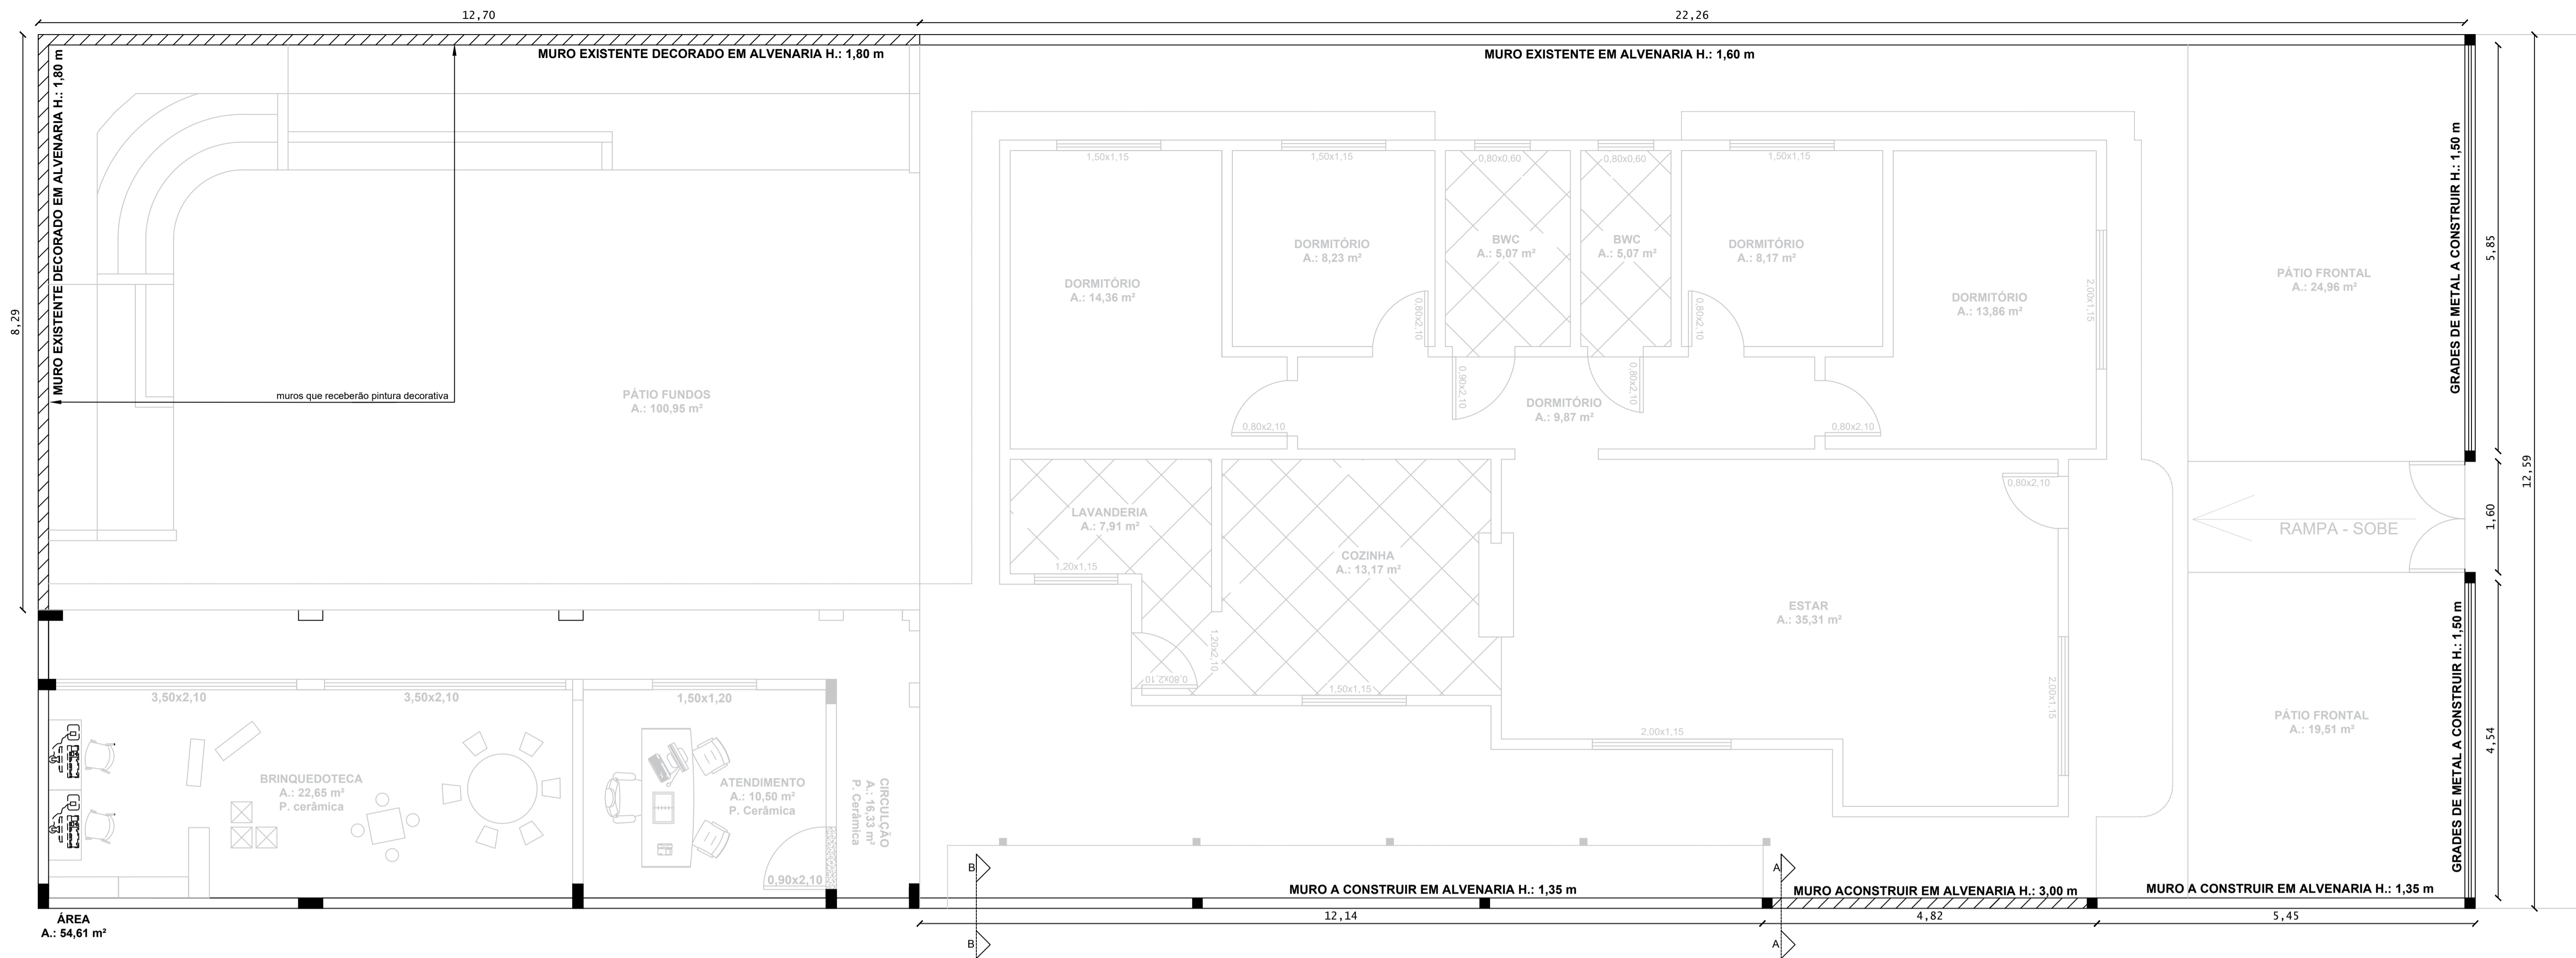 12,70
22,26
MURO EXISTENTE DECORADO EM ALVENARIA H.: 1,80 m
MURO EXISTENTE EM ALVENARIA H.: 1,60 m
MURO EXISTENTE DECORADO EM ALVENARIA H.: 1,80 m
8,29
muros que receberão pintura decorativa
PÁTIO FUNDOS
A.: 100,95 m²
1,50x1,15
1,50x1,15
0,80x0,60
0,80x0,60
1,50x1,15
DORMITÓRIO
A.: 14,36 m²
DORMITÓRIO
A.: 8,23 m²
BWC
A.: 5,07 m²
BWC
A.: 5,07 m²
DORMITÓRIO
A.: 8,17 m²
DORMITÓRIO
A.: 13,86 m²
2,00x1,15
0,80x2,10
0,80x2,10
0,90x2,10
0,80x2,10
0,80x2,10
DORMITÓRIO
A.: 9,87 m²
0,80x2,10
PÁTIO FRONTAL
A.: 24,96 m²
GRADES DE METAL A CONSTRUIR H.: 1,50 m
5,85
12,59
1,60
4,54
LAVANDERIA
A.: 7,91 m²
1,20x1,15
COZINHA
A.: 13,17 m²
1,20x2,10
0,80x2,10
1,50x1,15
0,80x2,10
ESTAR
A.: 35,31 m²
2,00x1,15
2,00x1,15
RAMPA - SOBE
PÁTIO FRONTAL
A.: 19,51 m²
GRADES DE METAL A CONSTRUIR H.: 1,50 m
3,50x2,10
3,50x2,10
1,50x1,20
BRINQUEDOTECA
A.: 22,65 m²
P. cerâmica
ATENDIMENTO
A.: 10,50 m²
P. Cerâmica
0,90x2,10
CIRCULÇÃO
A.: 16,33 m²
P. Cerâmica
B
A
MURO A CONSTRUIR EM ALVENARIA H.: 1,35 m
MURO ACONSTRUIR EM ALVENARIA H.: 3,00 m
MURO A CONSTRUIR EM ALVENARIA H.: 1,35 m
12,14
4,82
5,45
ÁREA
A.: 54,61 m²
B
A